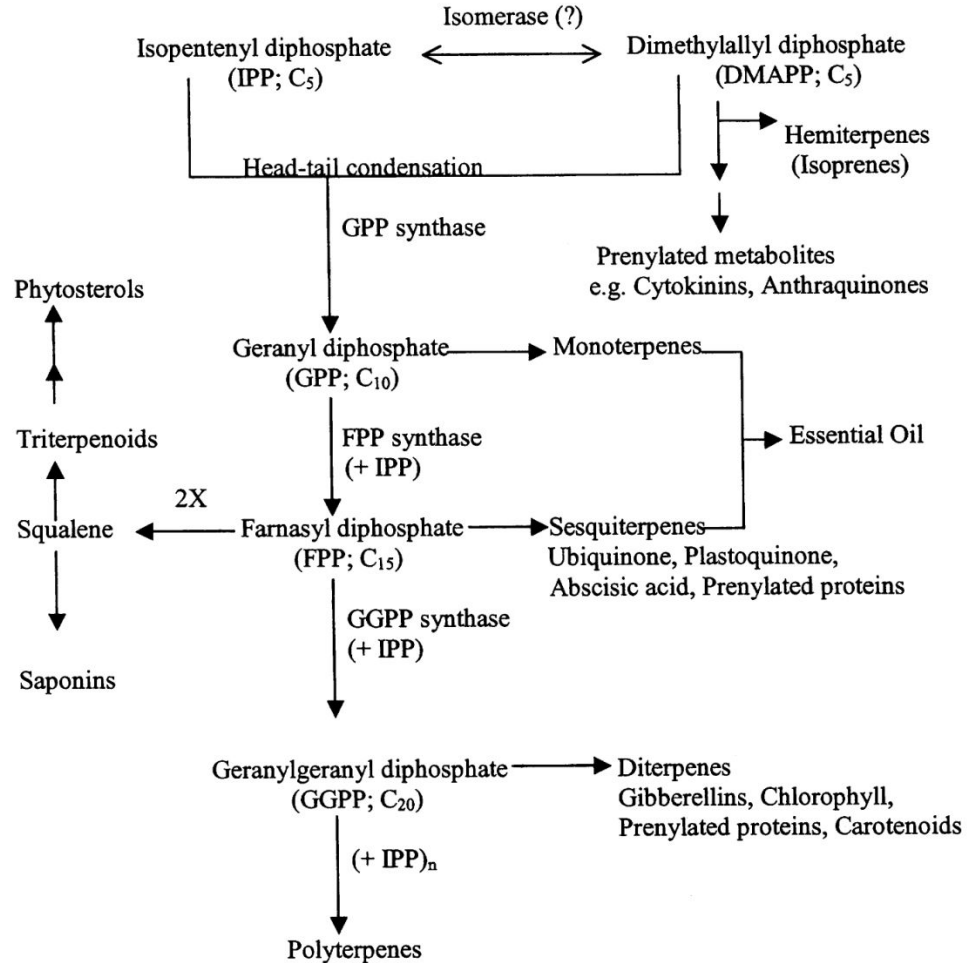 Isomerase (?)
Isopentenyl diphosphate
(IPP; C₅)
Dimethylallyl diphosphate
(DMAPP; C₅)
Hemiterpenes
(Isoprenes)
Head-tail condensation
GPP synthase
Prenylated metabolites
e.g. Cytokinins, Anthraquinones
Phytosterols
Geranyl diphosphate
(GPP; C₁₀)
Monoterpenes
Triterpenoids
FPP synthase
(+ IPP)
Essential Oil
2X
Squalene
Farnasyl diphosphate
(FPP; C₁₅)
Sesquiterpenes
Ubiquinone, Plastoquinone,
Abscisic acid, Prenylated proteins
GGPP synthase
(+ IPP)
Saponins
Geranylgeranyl diphosphate
(GGPP; C₂₀)
Diterpenes
Gibberellins, Chlorophyll,
Prenylated proteins, Carotenoids
(+ IPP)ₙ
Polyterpenes